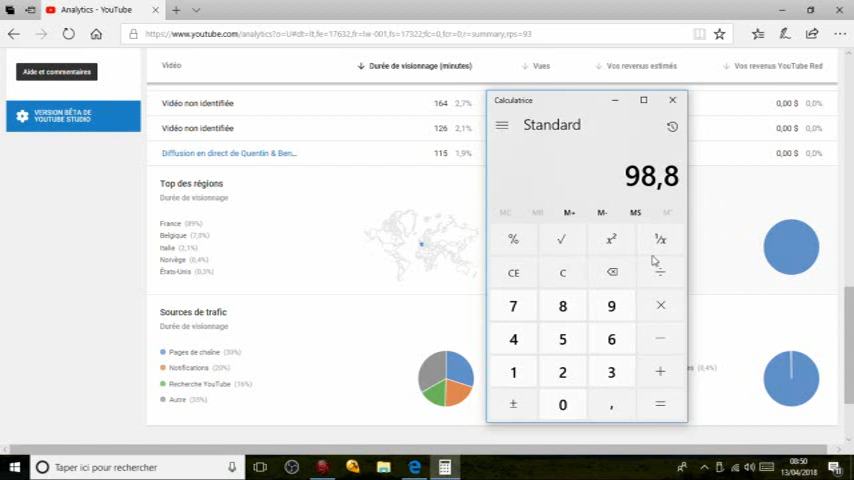 Analytics - YouTube
https://www.youtube.com/analytics?o=U#dt=lt,fe=17632,fr=lw-001,fs=17322;fc=0,fcr=0;r=summary,rps=93
Aide et commentaires
VERSION BÊTA DE
YOUTUBE STUDIO
Vidéo
Durée de visionnage (minutes)
Vues
Vos revenus estimés
Vos revenus YouTube Red
Vidéo non identifiée 164 2,7% 0,00 $ 0,0%
Vidéo non identifiée 126 2,1% 0,00 $ 0,0%
Diffusion en direct de Quentin & Ben... 115 1,9% 0,00 $ 0,0%
Top des régions
Durée de visionnage
France (89%)
Belgique (7,0%)
Italie (2,1%)
Norvège (0,4%)
États-Unis (0,3%)
Sources de trafic
Durée de visionnage
Pages de chaîne (30%)
Notifications (20%)
Recherche YouTube (16%)
Autre (33%)
(0,4%)
Calculatrice
Standard
98,8
MC MR M+ M- MS
% √ x² ¹/x
CE C ÷
7 8 9 ×
4 5 6 −
1 2 3 +
± 0 , =
Taper ici pour rechercher
08:50
13/04/2018